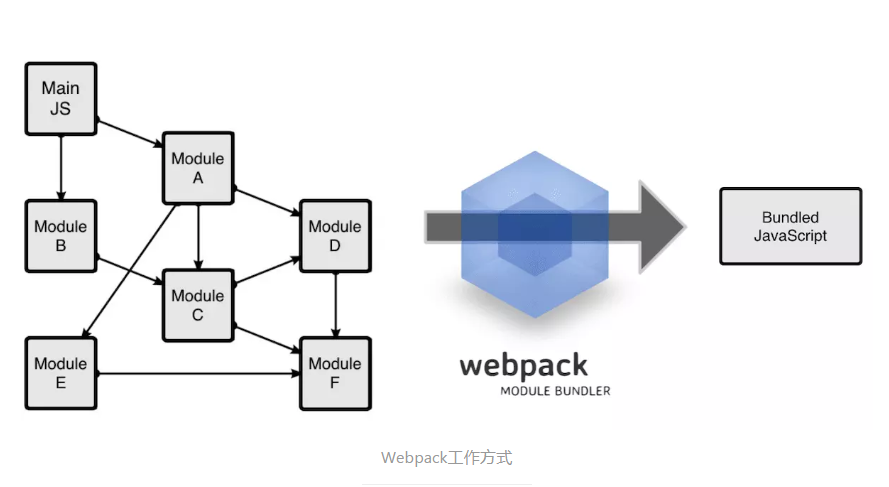 Main
JS
Module
A
Module
B
Module
D
Module
C
Module
E
Module
F
webpack
MODULE BUNDLER
Bundled
JavaScript
Webpack工作方式